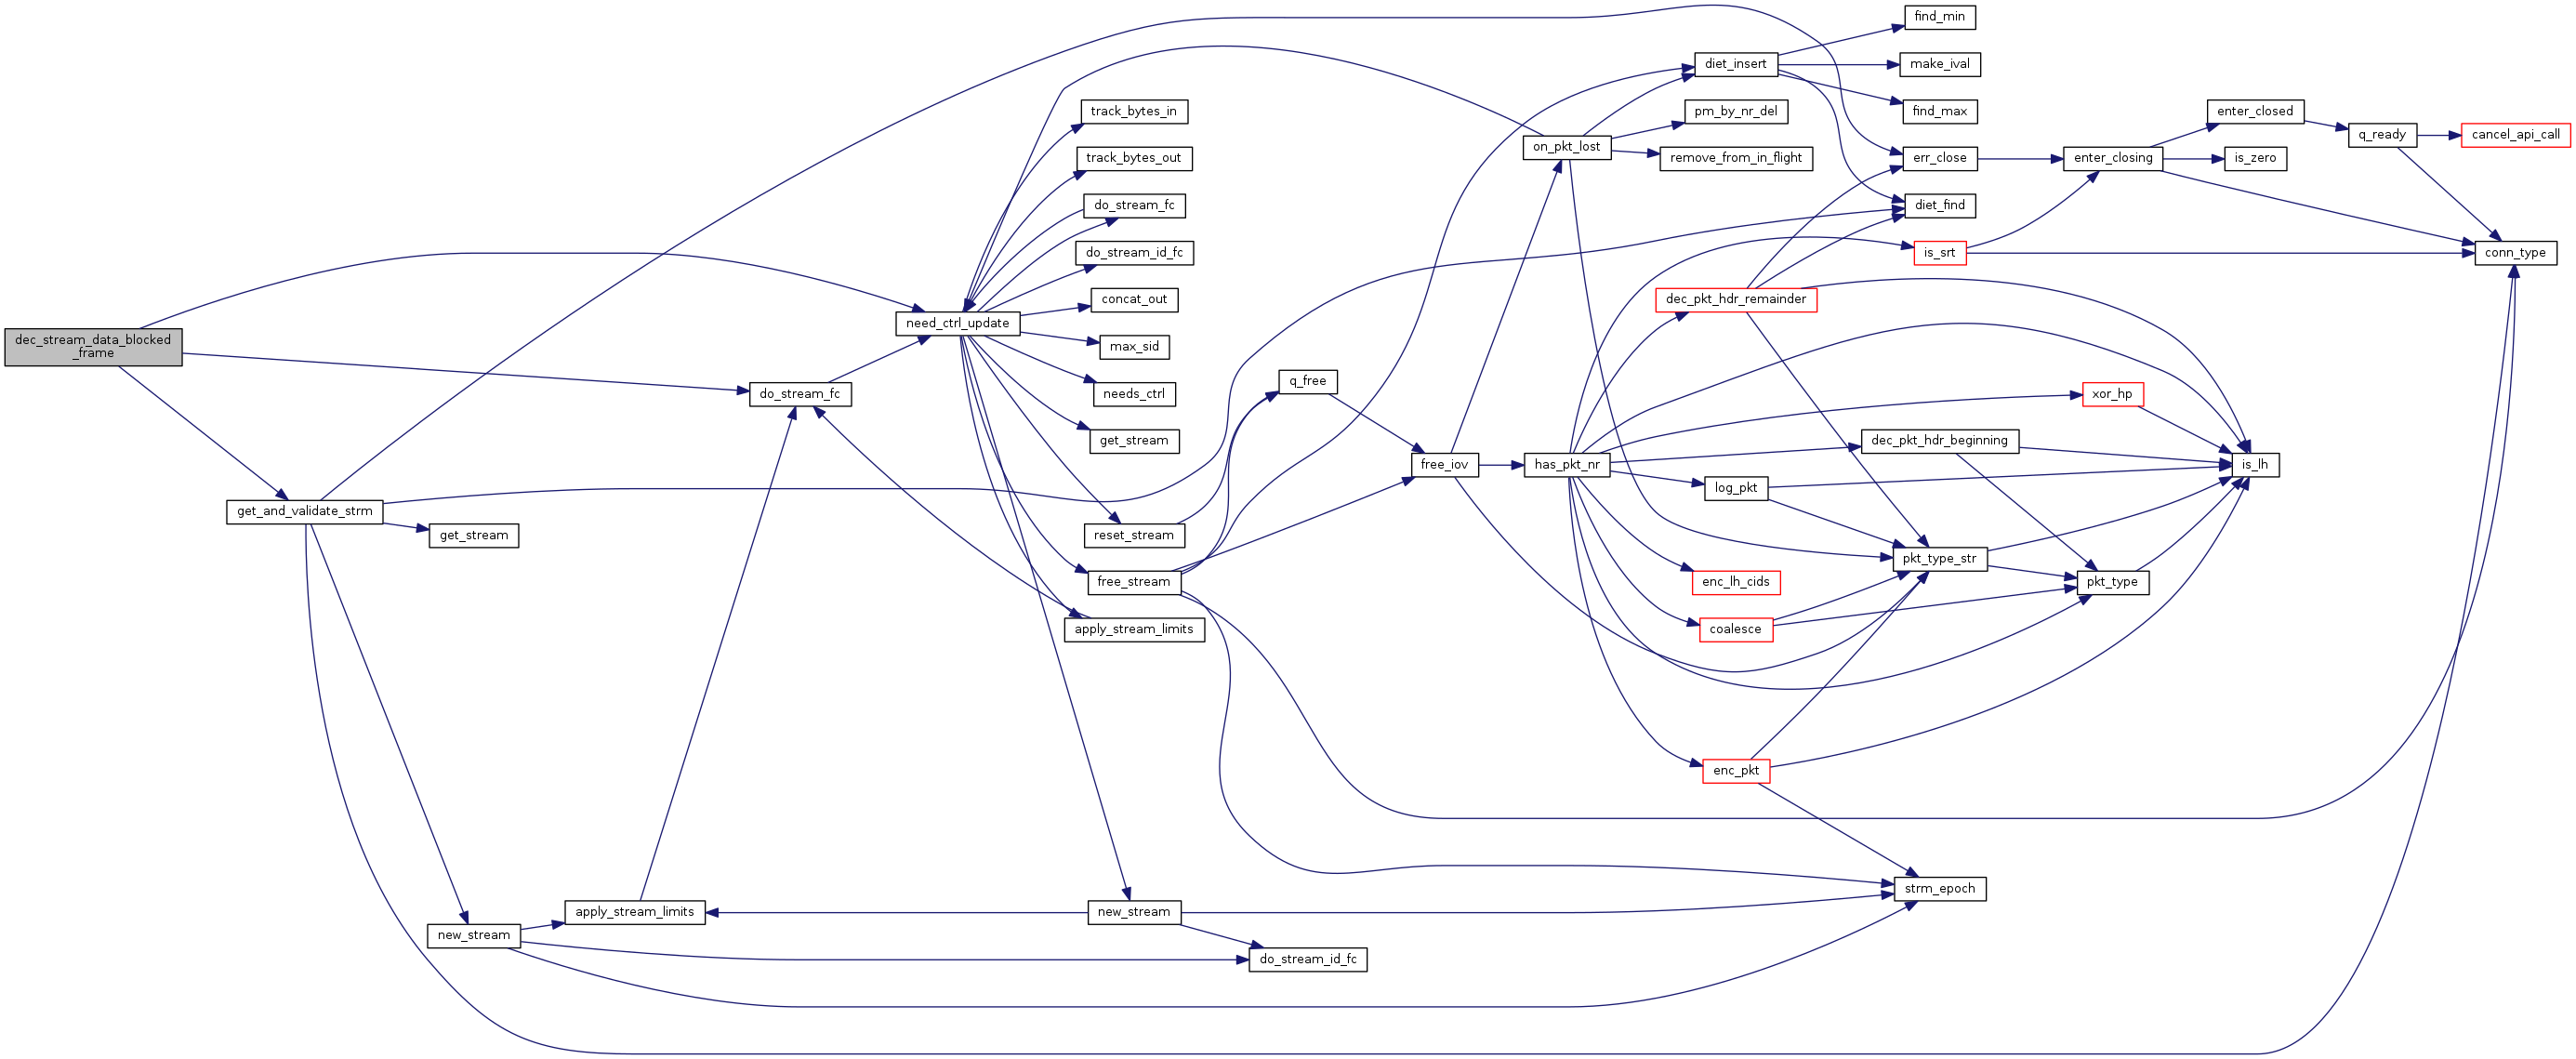 find_min
diet_insert
make_ival
track_bytes_in
pm_by_nr_del
find_max
enter_closed
q_ready
cancel_api_call
on_pkt_lost
track_bytes_out
remove_from_in_flight
err_close
enter_closing
is_zero
do_stream_fc
diet_find
do_stream_id_fc
is_srt
conn_type
concat_out
dec_pkt_hdr_remainder
need_ctrl_update
dec_stream_data_blocked
_frame
max_sid
q_free
do_stream_fc
needs_ctrl
xor_hp
get_stream
dec_pkt_hdr_beginning
free_iov
has_pkt_nr
is_lh
log_pkt
get_and_validate_strm
get_stream
reset_stream
pkt_type_str
free_stream
enc_lh_cids
pkt_type
apply_stream_limits
coalesce
enc_pkt
strm_epoch
apply_stream_limits
new_stream
new_stream
do_stream_id_fc